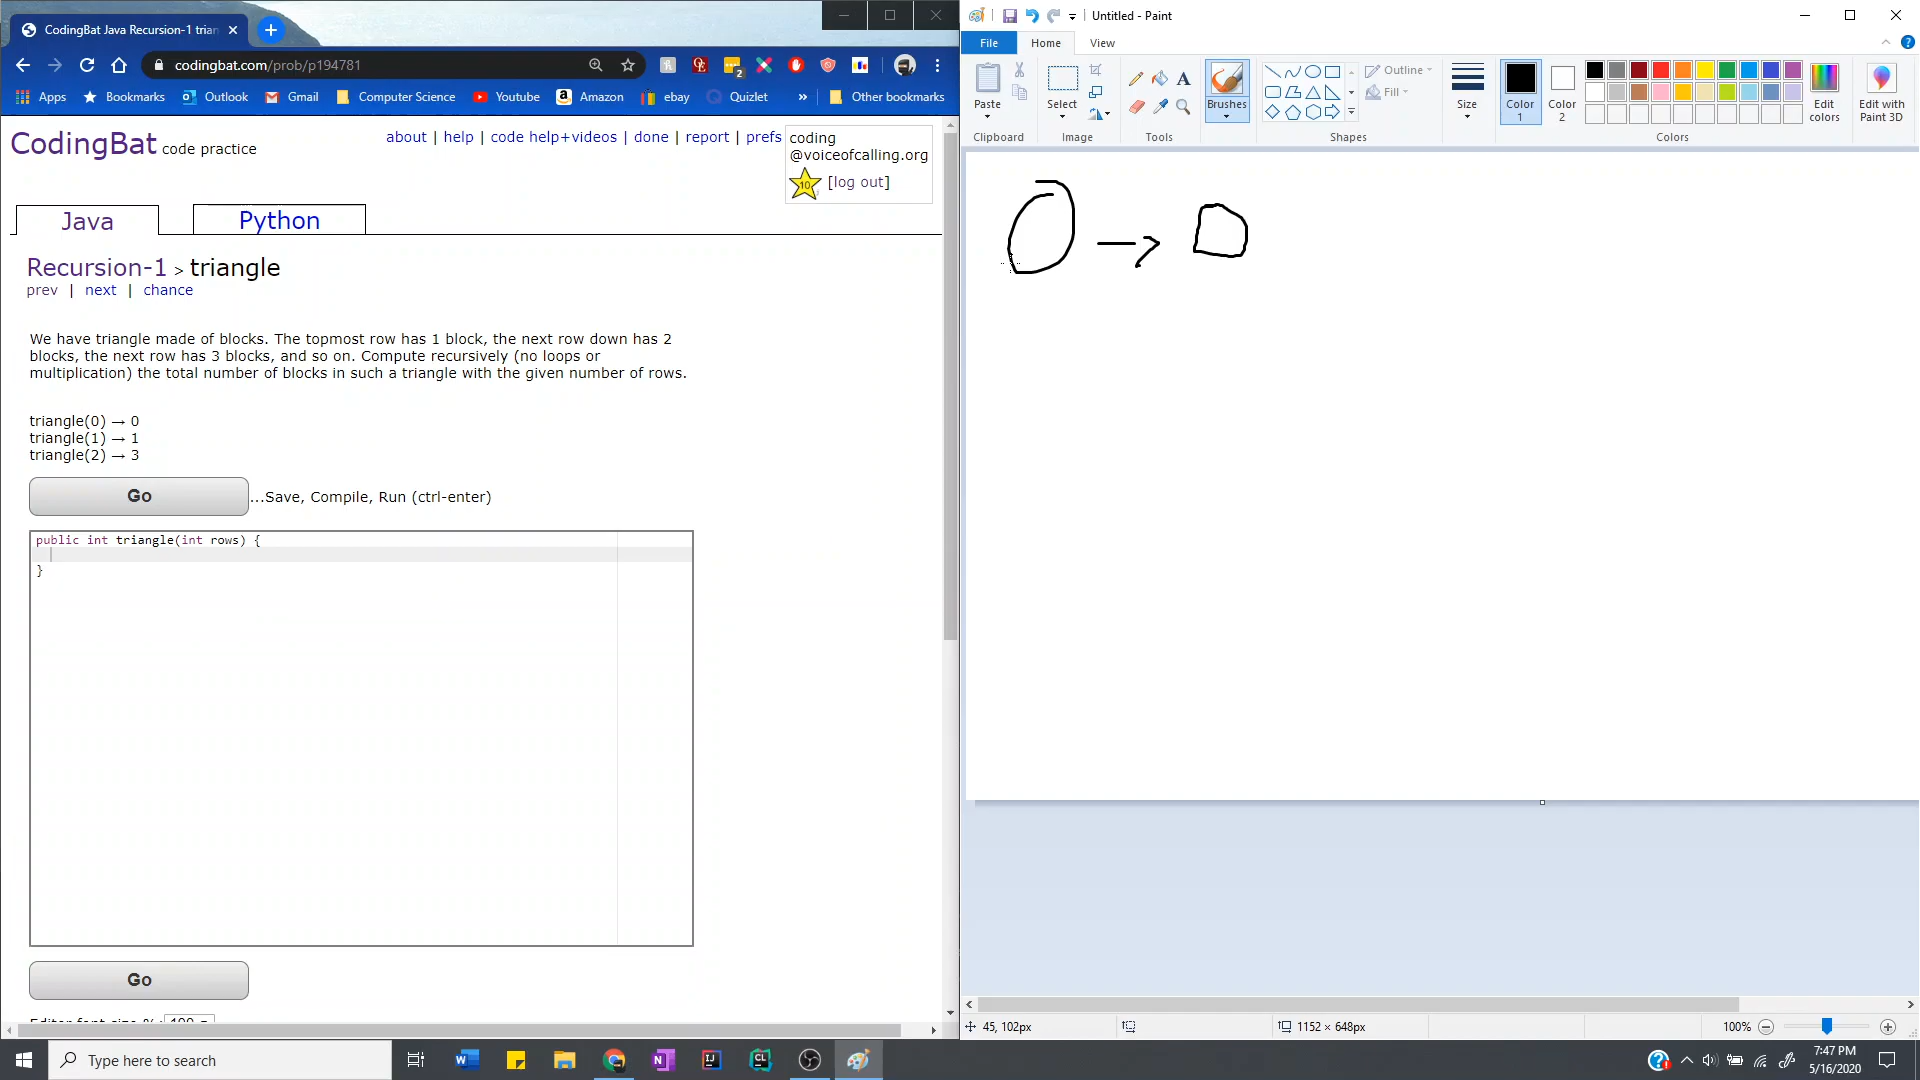 CodingBat Java Recursion-1 trian
codingbat.com/prob/p194781
Apps Bookmarks Outlook Gmail Computer Science Youtube Amazon ebay Quizlet » Other bookmarks
CodingBat code practice
about | help | code help+videos | done | report | prefs
coding
@voiceofcalling.org
10 [log out]
Java Python
Recursion-1 > triangle
prev | next | chance
We have triangle made of blocks. The topmost row has 1 block, the next row down has 2
blocks, the next row has 3 blocks, and so on. Compute recursively (no loops or
multiplication) the total number of blocks in such a triangle with the given number of rows.
triangle(0) → 0
triangle(1) → 1
triangle(2) → 3
Go ...Save, Compile, Run (ctrl-enter)
public int triangle(int rows) {
}
Go
Untitled - Paint
File Home View
Paste Select Brushes Outline Fill Size Color 1 Color 2 Edit colors Edit with Paint 3D
Clipboard Image Tools Shapes Colors
0 → 0
45, 102px 1152 × 648px 100%
Type here to search
7:47 PM
5/16/2020